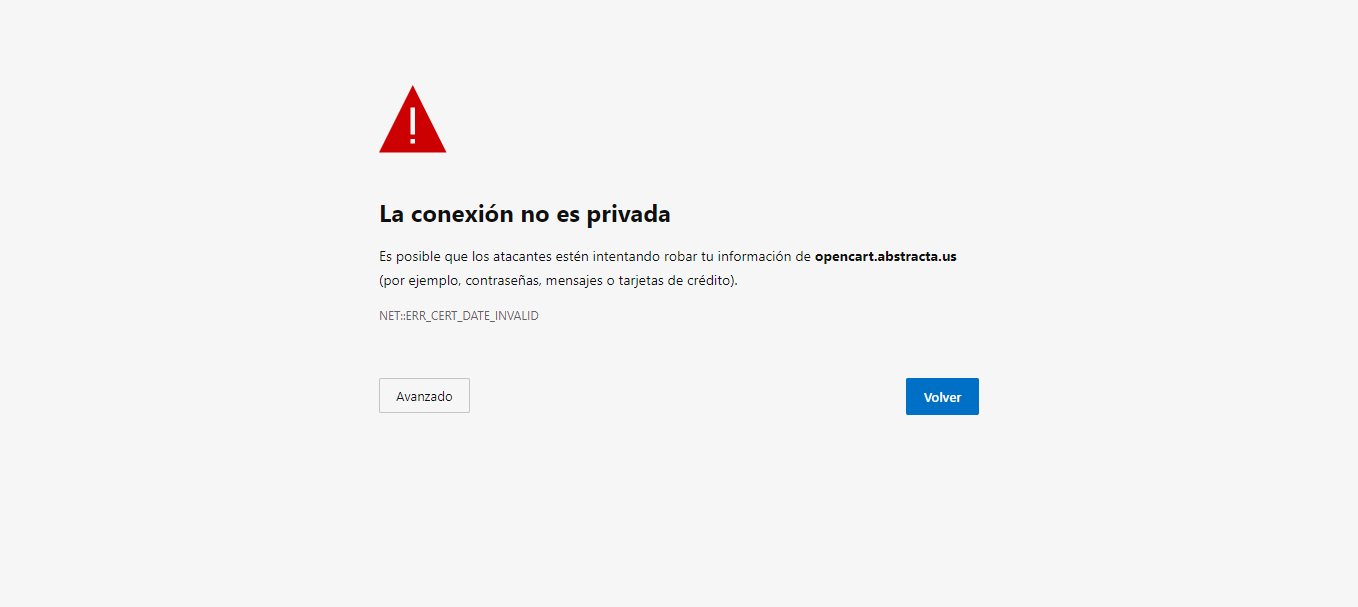 La conexión no es privada
Es posible que los atacantes estén intentando robar tu información de opencart.abstracta.us
(por ejemplo, contraseñas, mensajes o tarjetas de crédito).
NET::ERR_CERT_DATE_INVALID
Avanzado
Volver